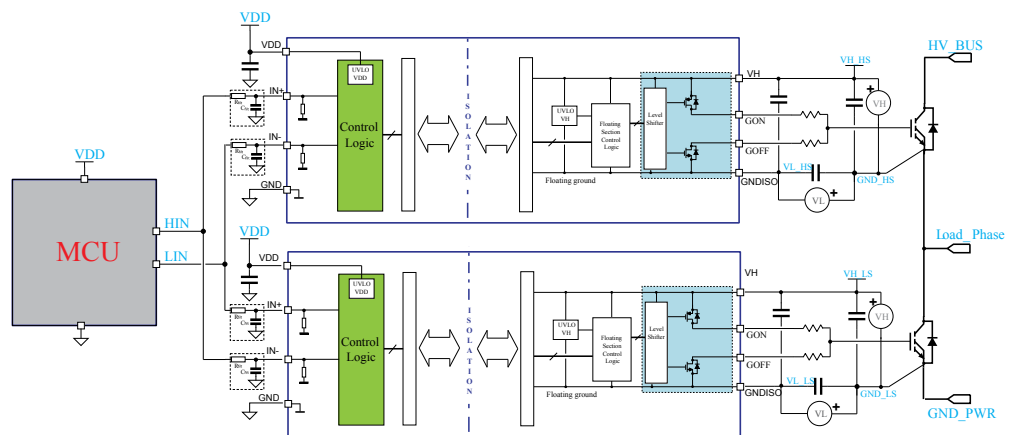 VDD
VDD
UVLO
VDD
IN+
Control
Logic
IN-
GND
I
S
O
L
A
T
I
O
N
UVLO
VH
Floating
Section
Control
Logic
Level
Shifter
Floating ground
VH
GON
GOFF
GNDISO
VH_HS
VH
VL_HS
VL
GND_HS
HV_BUS
VDD
MCU
HIN
LIN
Load_Phase
VDD
VDD
UVLO
VDD
IN+
Control
Logic
IN-
GND
I
S
O
L
A
T
I
O
N
UVLO
VH
Floating
Section
Control
Logic
Level
Shifter
Floating ground
VH
GON
GOFF
GNDISO
VH_LS
VH
VL_LS
VL
GND_LS
GND_PWR